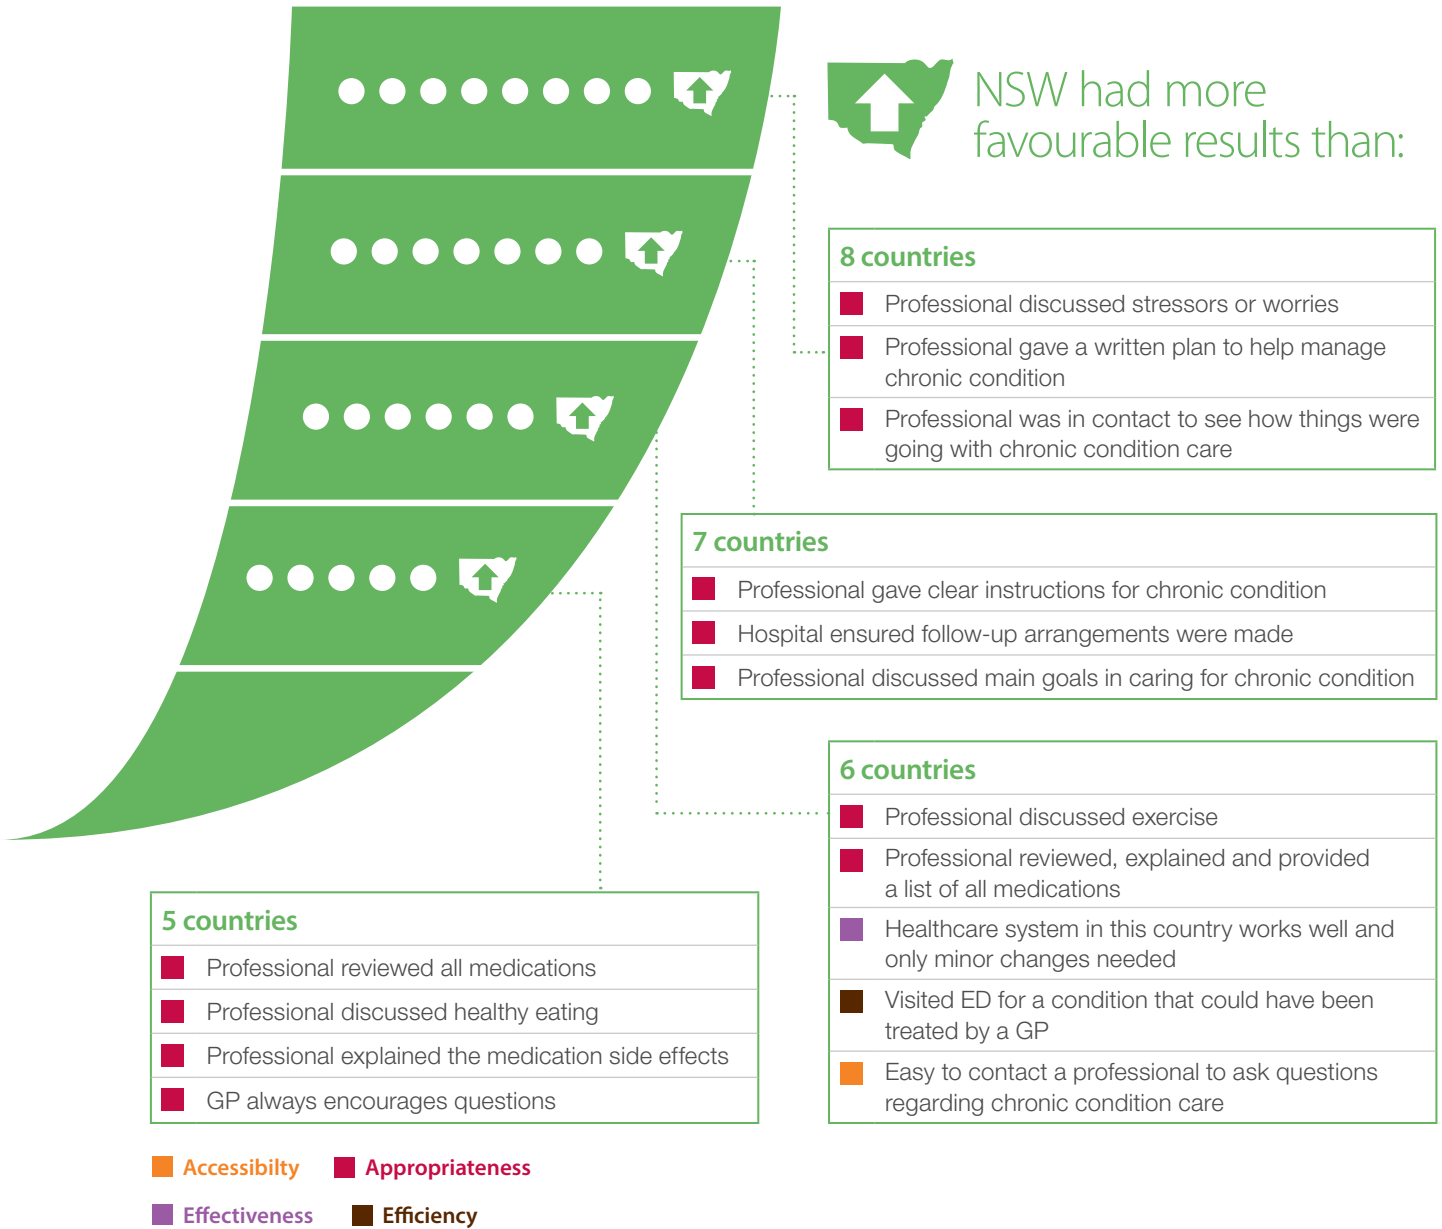 NSW had more
favourable results than:
8 countries
Professional discussed stressors or worries
Professional gave a written plan to help manage
chronic condition
Professional was in contact to see how things were
going with chronic condition care
7 countries
Professional gave clear instructions for chronic condition
Hospital ensured follow-up arrangements were made
Professional discussed main goals in caring for chronic condition
6 countries
Professional discussed exercise
Professional reviewed, explained and provided
a list of all medications
Healthcare system in this country works well and
only minor changes needed
Visited ED for a condition that could have been
treated by a GP
Easy to contact a professional to ask questions
regarding chronic condition care
5 countries
Professional reviewed all medications
Professional discussed healthy eating
Professional explained the medication side effects
GP always encourages questions
Accessibilty Appropriateness
Effectiveness Efficiency